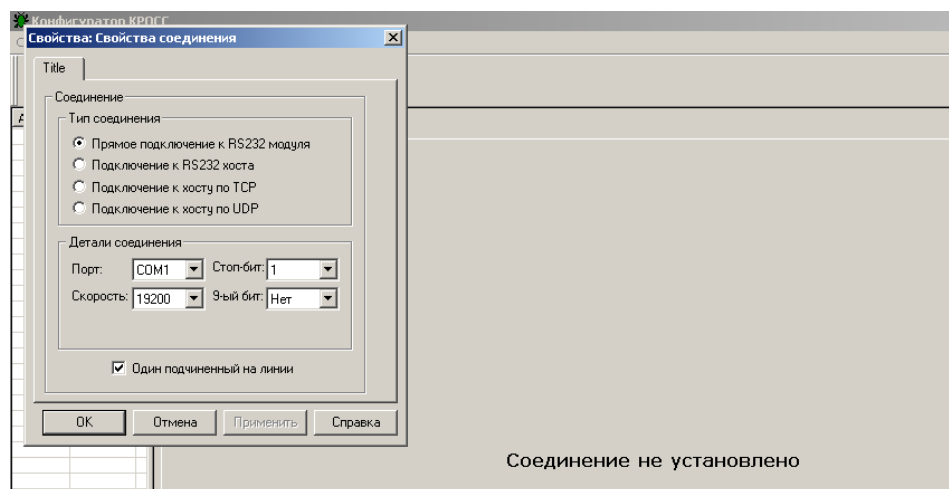 Конфигуратор КРОСС
Свойства: Свойства соединения
Title
Соединение
Тип соединения
Прямое подключение к RS232 модуля
Подключение к RS232 хоста
Подключение к хосту по TCP
Подключение к хосту по UDP
Детали соединения
Порт: COM1 Стоп-бит: 1
Скорость: 19200 9-ый бит: Нет
Один подчиненный на линии
ОК Отмена Применить Справка
Соединение не установлено